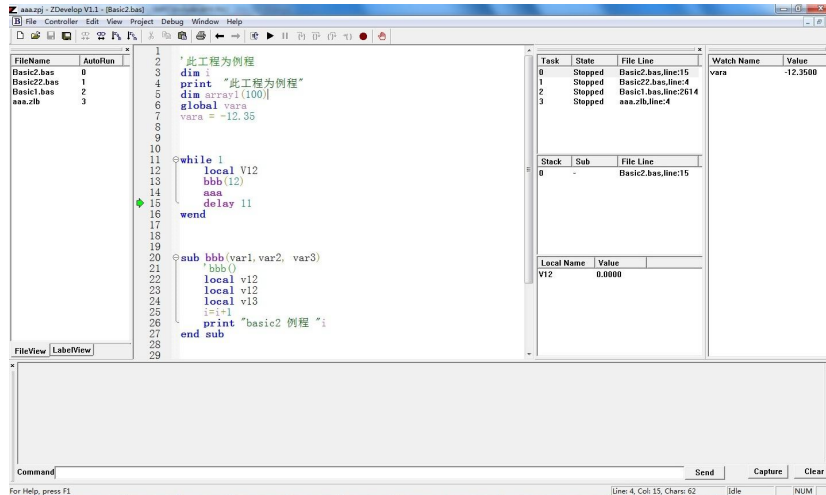 aaa.zpj - ZDevelop V1.1 - [Basic2.bas]
File Controller Edit View Project Debug Window Help
FileName AutoRun
Basic2.bas 0
Basic22.bas 1
Basic1.bas 2
aaa.zlb 3
FileView LabelView
1
2 '此工程为例程
3 dim i
4 print "此工程为例程"
5 dim array1(100)
6 global vara
7 vara = -12.35
8
9
10
11 while 1
12 local V12
13 bbb(12)
14 aaa
15 delay 11
16 wend
17
18
19
20 sub bbb(var1,var2, var3)
21 'bbb()
22 local v12
23 local v12
24 local v13
25 i=i+1
26 print "basic2 例程 "i
27 end sub
28
29
Task State File Line
0 Stopped Basic2.bas,line:15
1 Stopped Basic22.bas,line:4
2 Stopped Basic1.bas,line:2614
3 Stopped aaa.zlb,line:4
Stack Sub File Line
0 - Basic2.bas,line:15
Local Name Value
V12 0.0000
Watch Name Value
vara -12.3500
Command Send Capture Clear
For Help, press F1 Line: 4, Col: 15, Chars: 62 Idle NUM